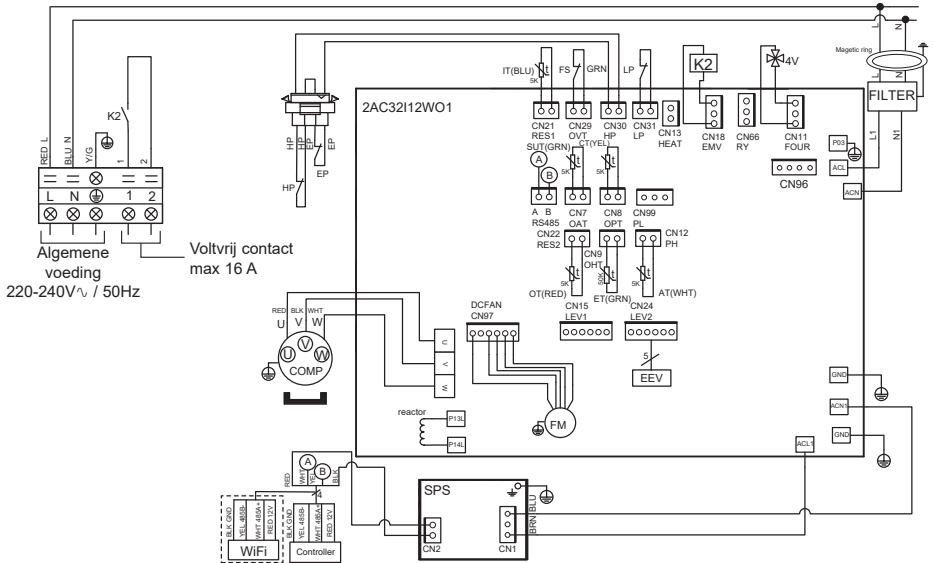 L
N
Magetic ring
L
N
FILTER
L1
N1
RED L
BLU N
Y/G
K2
1
2
L N 1 2
Algemene
voeding
220-240V∿ / 50Hz
Voltvrij contact
max 16 A
HP
HP
EP
EP
HP
EP
2AC32I12WO1
IT(BLU)
t
5K
FS
GRN
LP
K2
4V
CN21
RES1
CN29
OVT
CN30
HP
CN31
LP
CN13
HEAT
CN18
EMV
CN66
RY
CN11
FOUR
P03
ACL
ACN
CN96
SUT(GRN)
CT(YEL)
A
B
t
5K
t
5K
A B
RS485
CN7
OAT
CN8
OPT
CN99
PL
CN22
RES2
CN9
OHT
CN12
PH
t
5K
t
50K
t
5K
OT(RED)
ET(GRN)
AT(WHT)
CN15
LEV1
CN24
LEV2
DCFAN
CN97
5
EEV
RED BLK WHT
U V W
U
V
W
COMP
U
V
W
reactor
P13L
P14L
FM
GND
ACN1
GND
ACL1
A
B
RED
WHT
YEL
BLK
4
BLK GND
YEL 485B-
WHT 485A+
RED 12V
WiFi
BLK GND
YEL 485B-
WHT 485A+
RED 12V
Controller
SPS
CN2
CN1
BRN
BLU